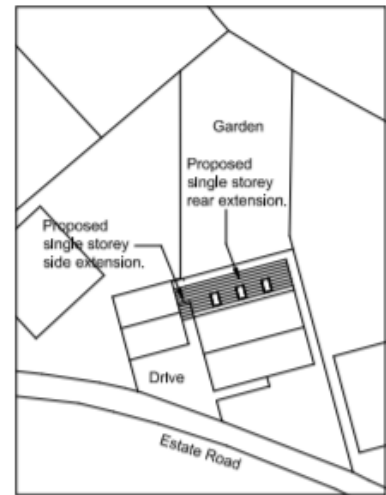 Garden
Proposed
single storey
rear extension.
Proposed
single storey
side extension.
Drive
Estate Road